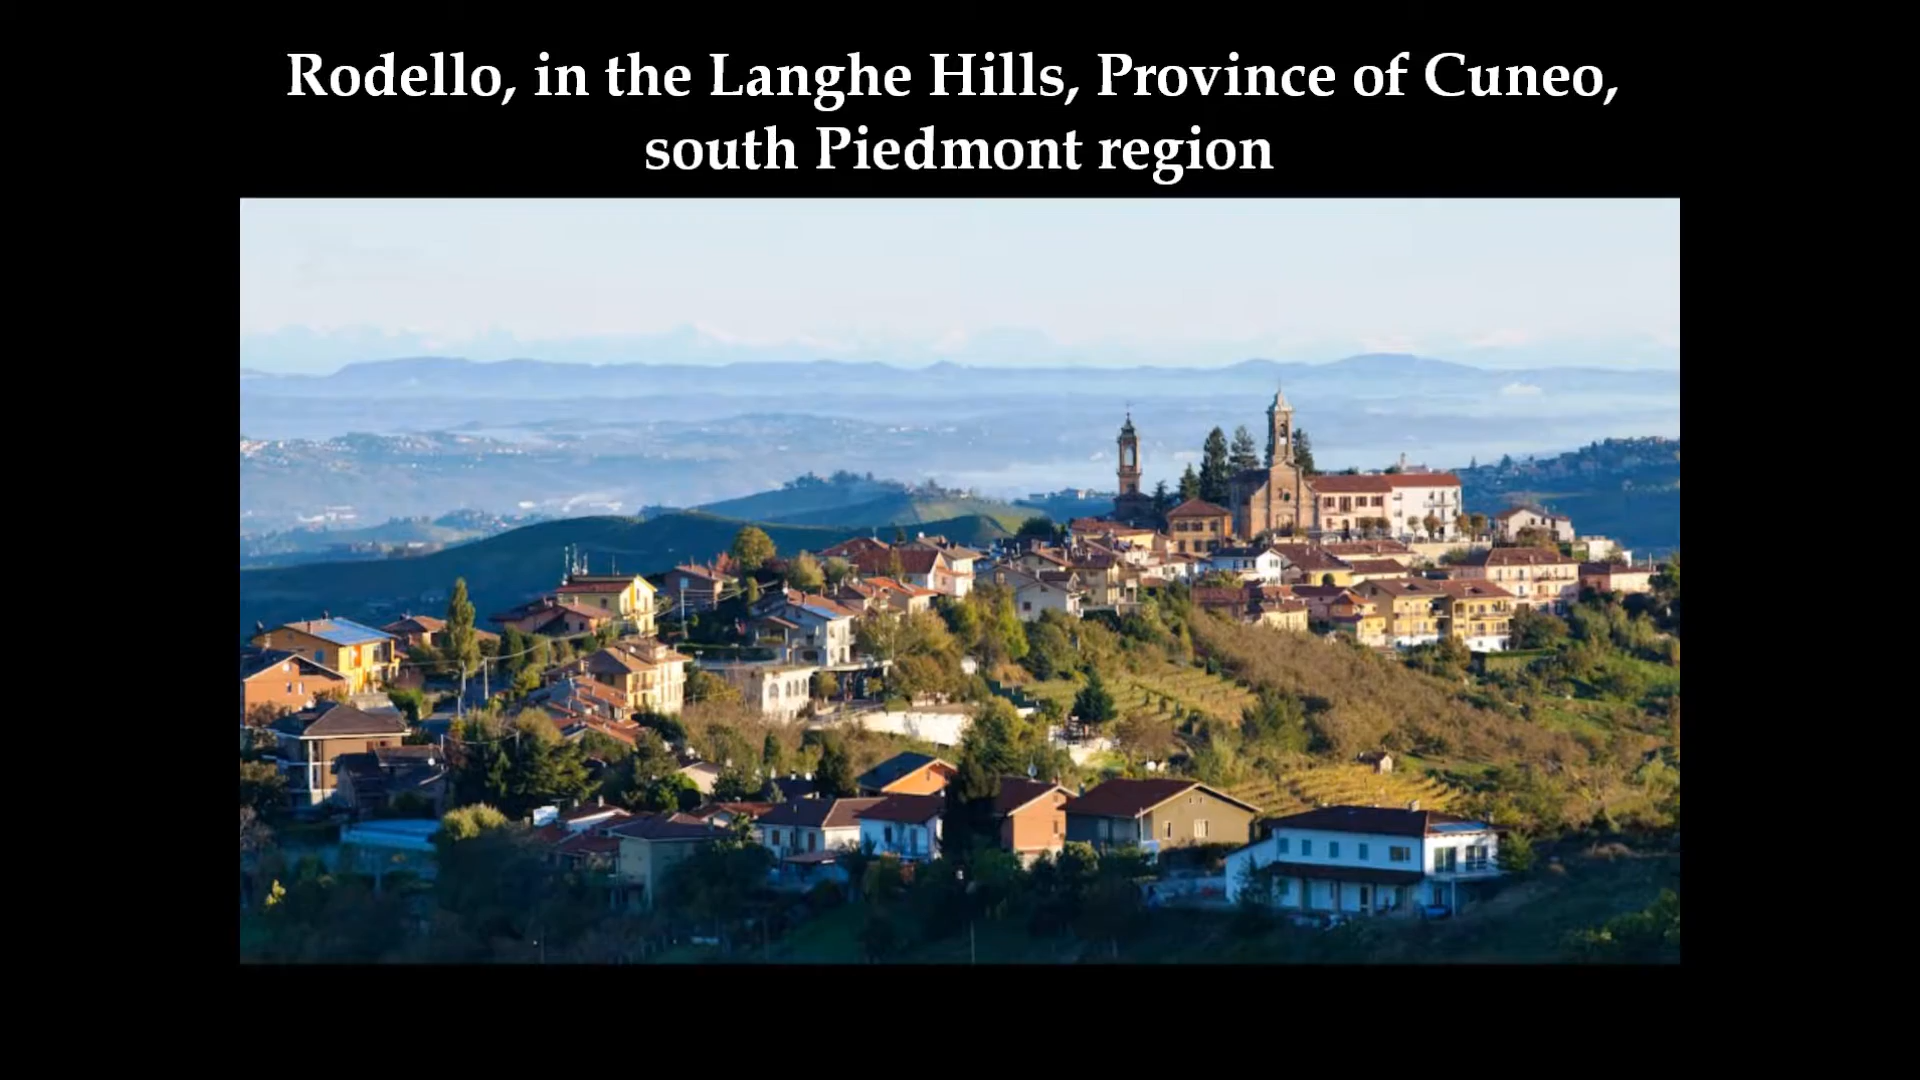 Rodello, in the Langhe Hills, Province of Cuneo,
south Piedmont region